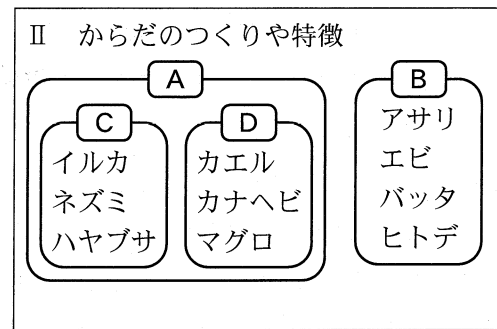 Ⅱ からだのつくりや特徴
A
B
C
D
イルカ
ネズミ
ハヤブサ
カエル
カナヘビ
マグロ
アサリ
エビ
バッタ
ヒトデ